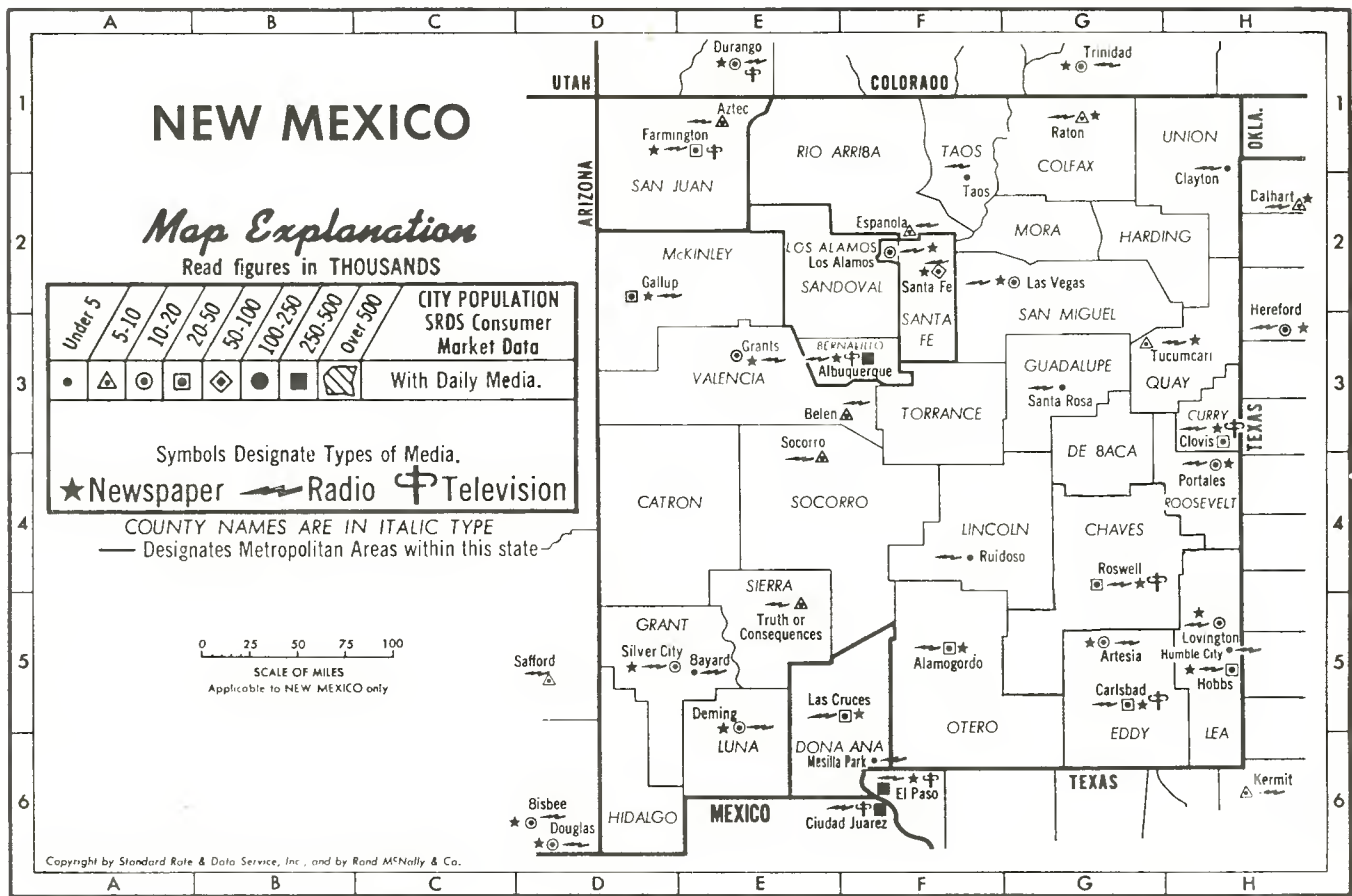 A B C D E F G H
NEW MEXICO
Map Explanation
Read figures in THOUSANDS
Under 5
5-10
10-20
20-50
50-100
100-250
250-500
Over 500
CITY POPULATION
SRDS Consumer
Market Data
With Daily Media.
Symbols Designate Types of Media.
Newspaper Radio Television
COUNTY NAMES ARE IN ITALIC TYPE
Designates Metropolitan Areas within this state
0 25 50 75 100
SCALE OF MILES
Applicable to NEW MEXICO only
Copyright by Standard Rate & Data Service, Inc., and by Rand McNally & Co.
1
2
3
4
5
6
UTAH
COLORADO
ARIZONA
OKLA.
TEXAS
TEXAS
MEXICO
Durango
Trinidad
Aztec
Farmington
SAN JUAN
RIO ARRIBA
TAOS
Taos
Raton
COLFAX
UNION
Clayton
Dalhart
Espanola
MORA
HARDING
McKINLEY
Gallup
LOS ALAMOS
Los Alamos
SANDOVAL
Santa Fe
SANTA
FE
Las Vegas
SAN MIGUEL
Hereford
Grants
VALENCIA
BERNALILLO
Albuquerque
Belen
TORRANCE
GUADALUPE
Santa Rosa
Tucumcari
QUAY
CURRY
Clovis
DE BACA
Portales
ROOSEVELT
Socorro
CATRON
SOCORRO
LINCOLN
Ruidoso
CHAVES
Roswell
SIERRA
Truth or
Consequences
GRANT
Silver City
Bayard
Safford
Alamogordo
OTERO
Artesia
Carlsbad
EDDY
Lovington
Humble City
Hobbs
LEA
Deming
LUNA
Las Cruces
DONA ANA
Mesilla Park
El Paso
Ciudad Juarez
Kermit
Bisbee
Douglas
HIDALGO
1
2
3
4
5
6
A B C D E F G H